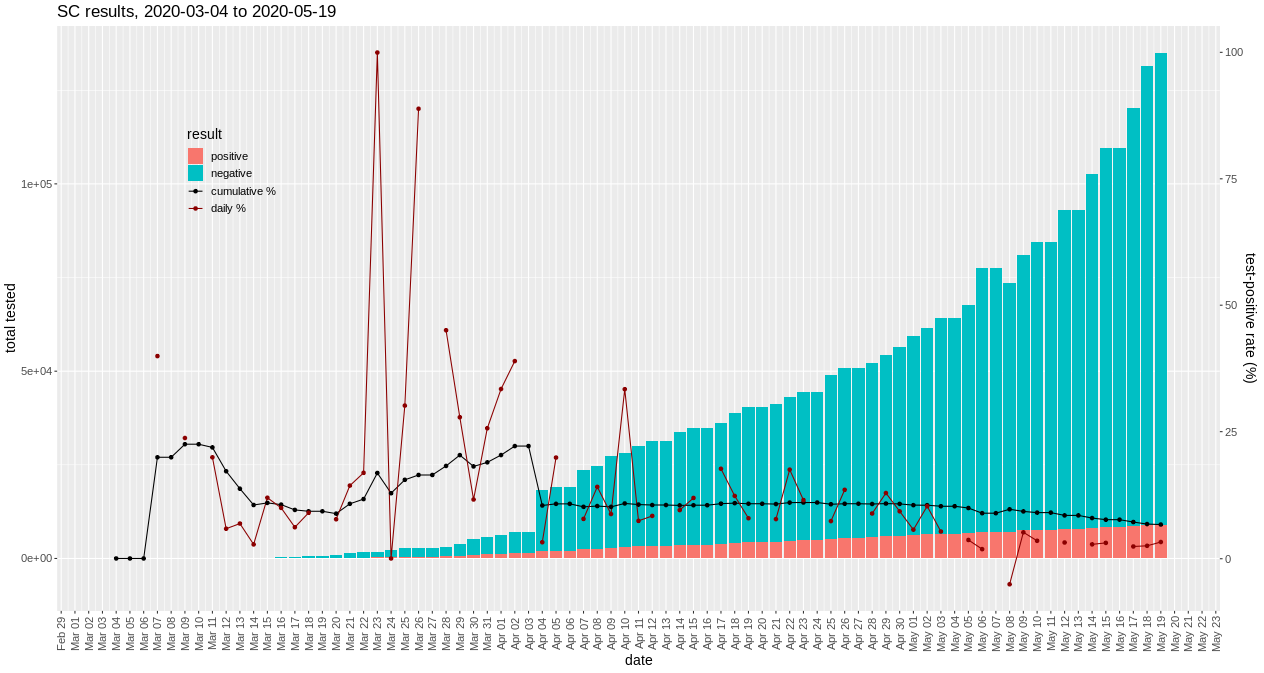 SC results, 2020-03-04 to 2020-05-19
total tested
1e+05
5e+04
0e+00
result
positive
negative
cumulative %
daily %
100
75
50
25
0
test-positive rate (%)
Feb 29
Mar 01
Mar 02
Mar 03
Mar 04
Mar 05
Mar 06
Mar 07
Mar 08
Mar 09
Mar 10
Mar 11
Mar 12
Mar 13
Mar 14
Mar 15
Mar 16
Mar 17
Mar 18
Mar 19
Mar 20
Mar 21
Mar 22
Mar 23
Mar 24
Mar 25
Mar 26
Mar 27
Mar 28
Mar 29
Mar 30
Mar 31
Apr 01
Apr 02
Apr 03
Apr 04
Apr 05
Apr 06
Apr 07
Apr 08
Apr 09
Apr 10
Apr 11
Apr 12
Apr 13
Apr 14
Apr 15
Apr 16
Apr 17
Apr 18
Apr 19
Apr 20
Apr 21
Apr 22
Apr 23
Apr 24
Apr 25
Apr 26
Apr 27
Apr 28
Apr 29
Apr 30
May 01
May 02
May 03
May 04
May 05
May 06
May 07
May 08
May 09
May 10
May 11
May 12
May 13
May 14
May 15
May 16
May 17
May 18
May 19
May 20
May 21
May 22
May 23
date